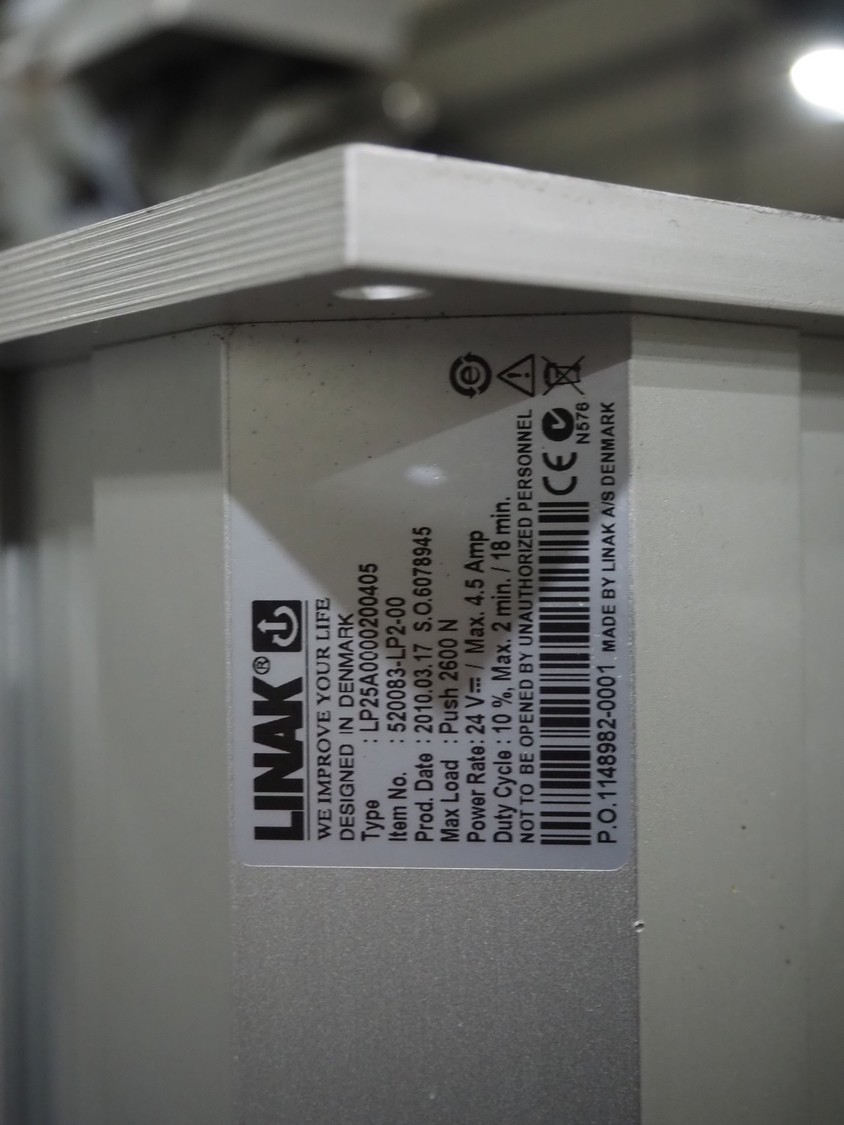 LINAK®
WE IMPROVE YOUR LIFE
DESIGNED IN DENMARK
Type : LP25A0000200405
Item No. : 520083-LP2-00
Prod. Date : 2010.03.17 S.O.6078945
Max Load : Push 2600 N
Power Rate: 24 V⎓ / Max. 4.5 Amp
Duty Cycle : 10 %, Max. 2 min. / 18 min.
NOT TO BE OPENED BY UNAUTHORIZED PERSONNEL
CE
N576
P.O.1148982-0001 MADE BY LINAK A/S DENMARK